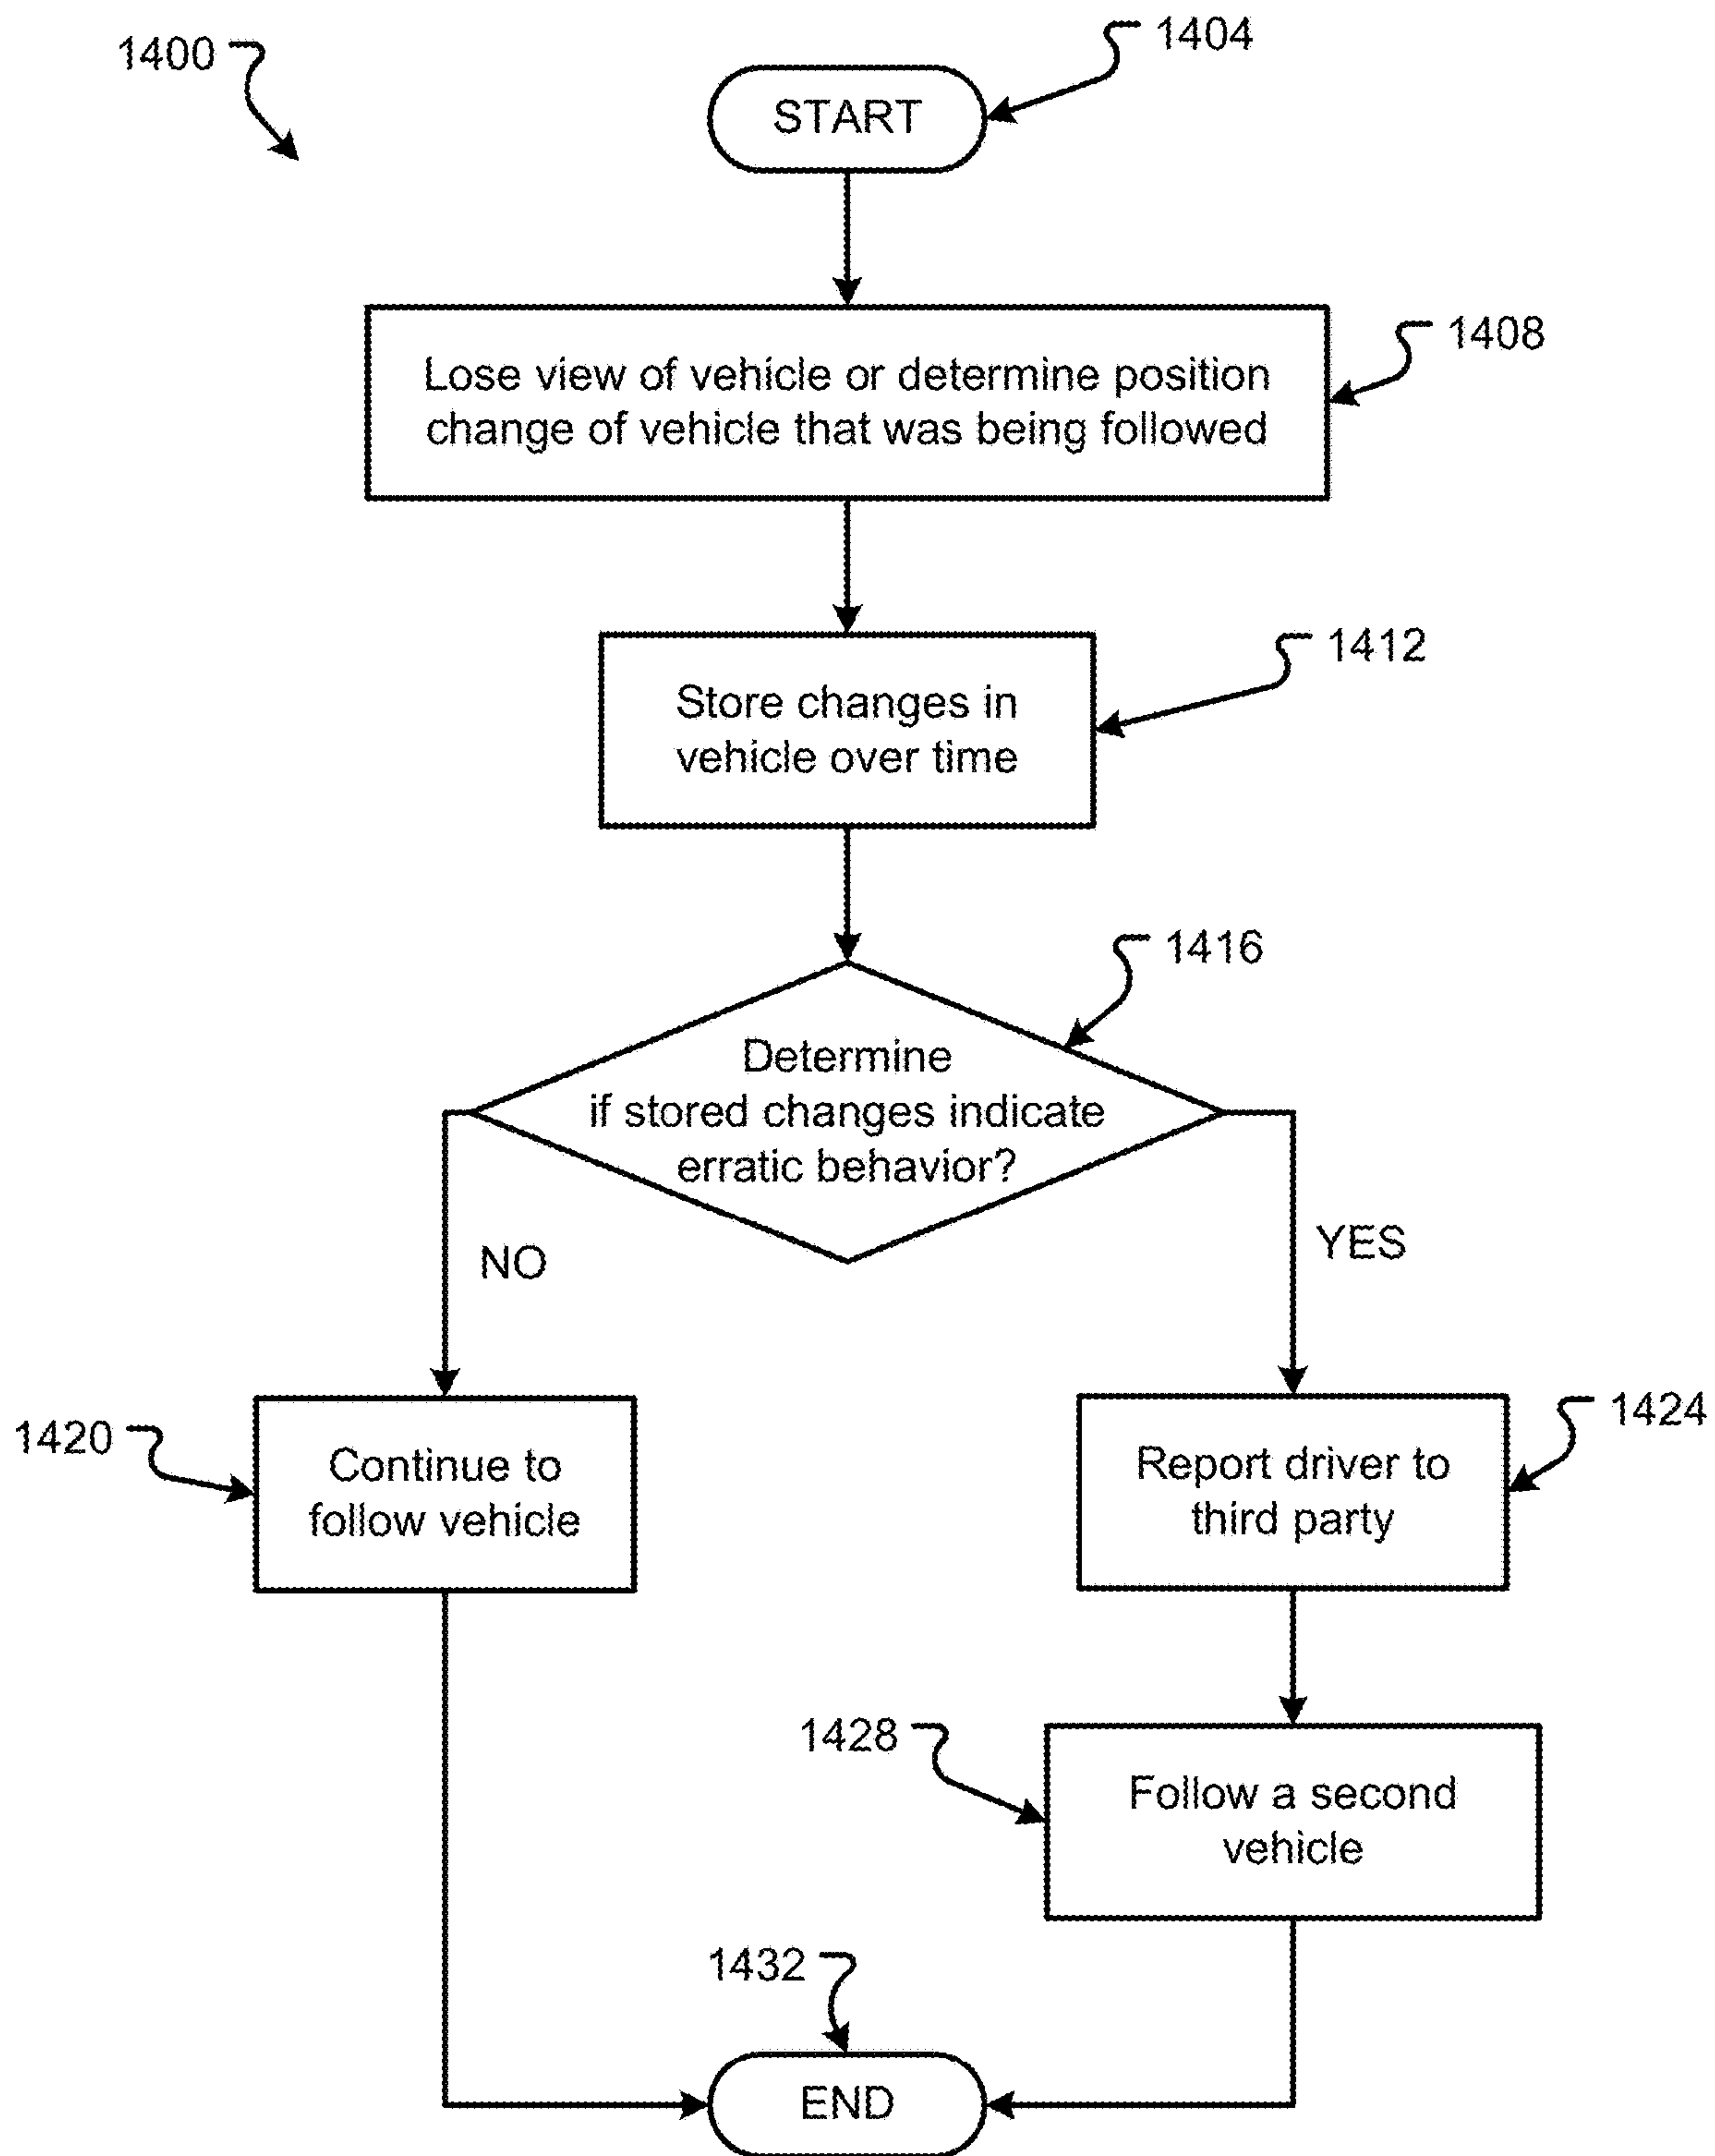 1400
1404
START
Lose view of vehicle or determine position
change of vehicle that was being followed
1408
Store changes in
vehicle over time
1412
1416
Determine
if stored changes indicate
erratic behavior?
NO
YES
1420
Continue to
follow vehicle
Report driver to
third party
1424
1428
Follow a second
vehicle
1432
END